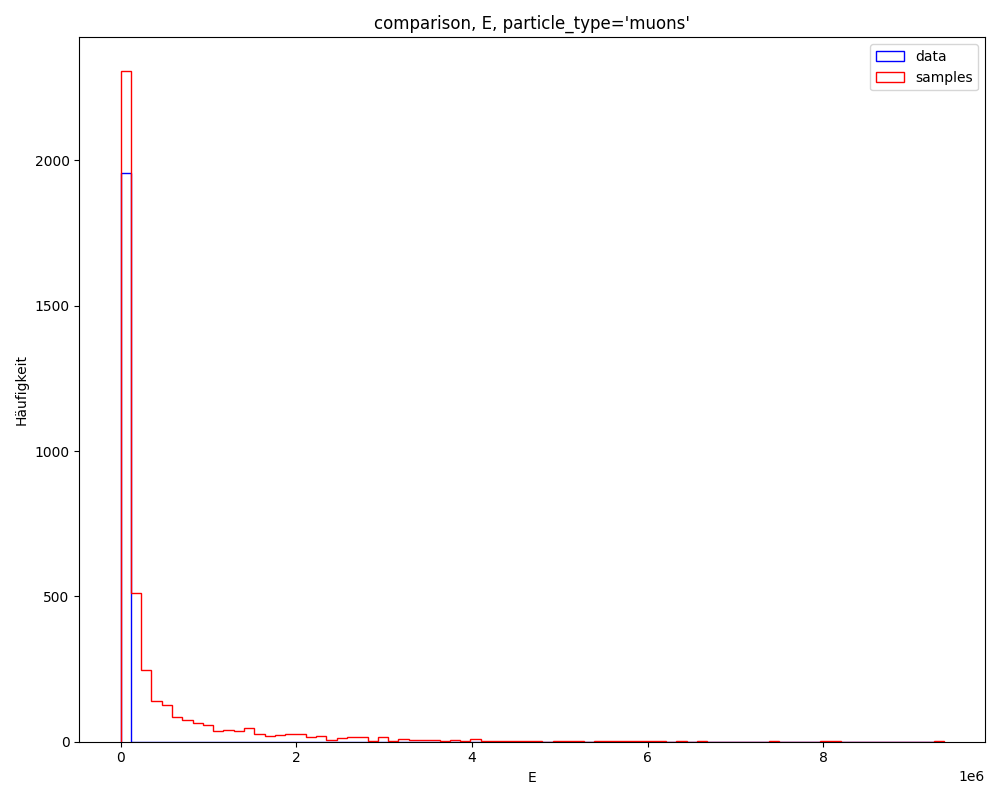 comparison, E, particle_type='muons'
data
samples
Häufigkeit
2000
1500
1000
500
0
0 2 4 6 8
1e6
E